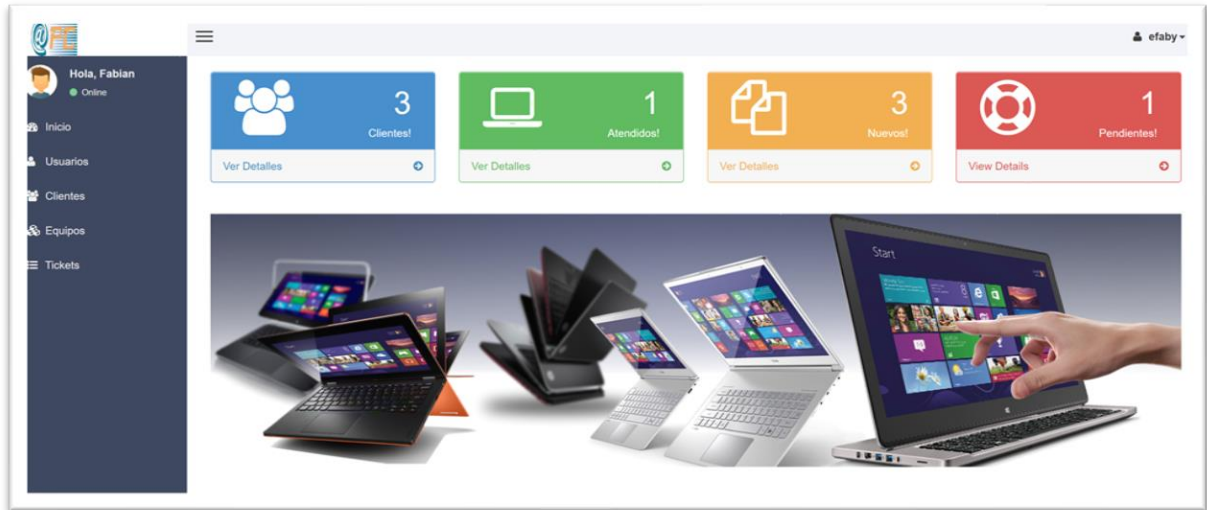 @PC
efaby
Hola, Fabian
Online
Inicio
Usuarios
Clientes
Equipos
Tickets
3
Clientes!
Ver Detalles
1
Atendidos!
Ver Detalles
3
Nuevos!
Ver Detalles
1
Pendientes!
View Details
Start